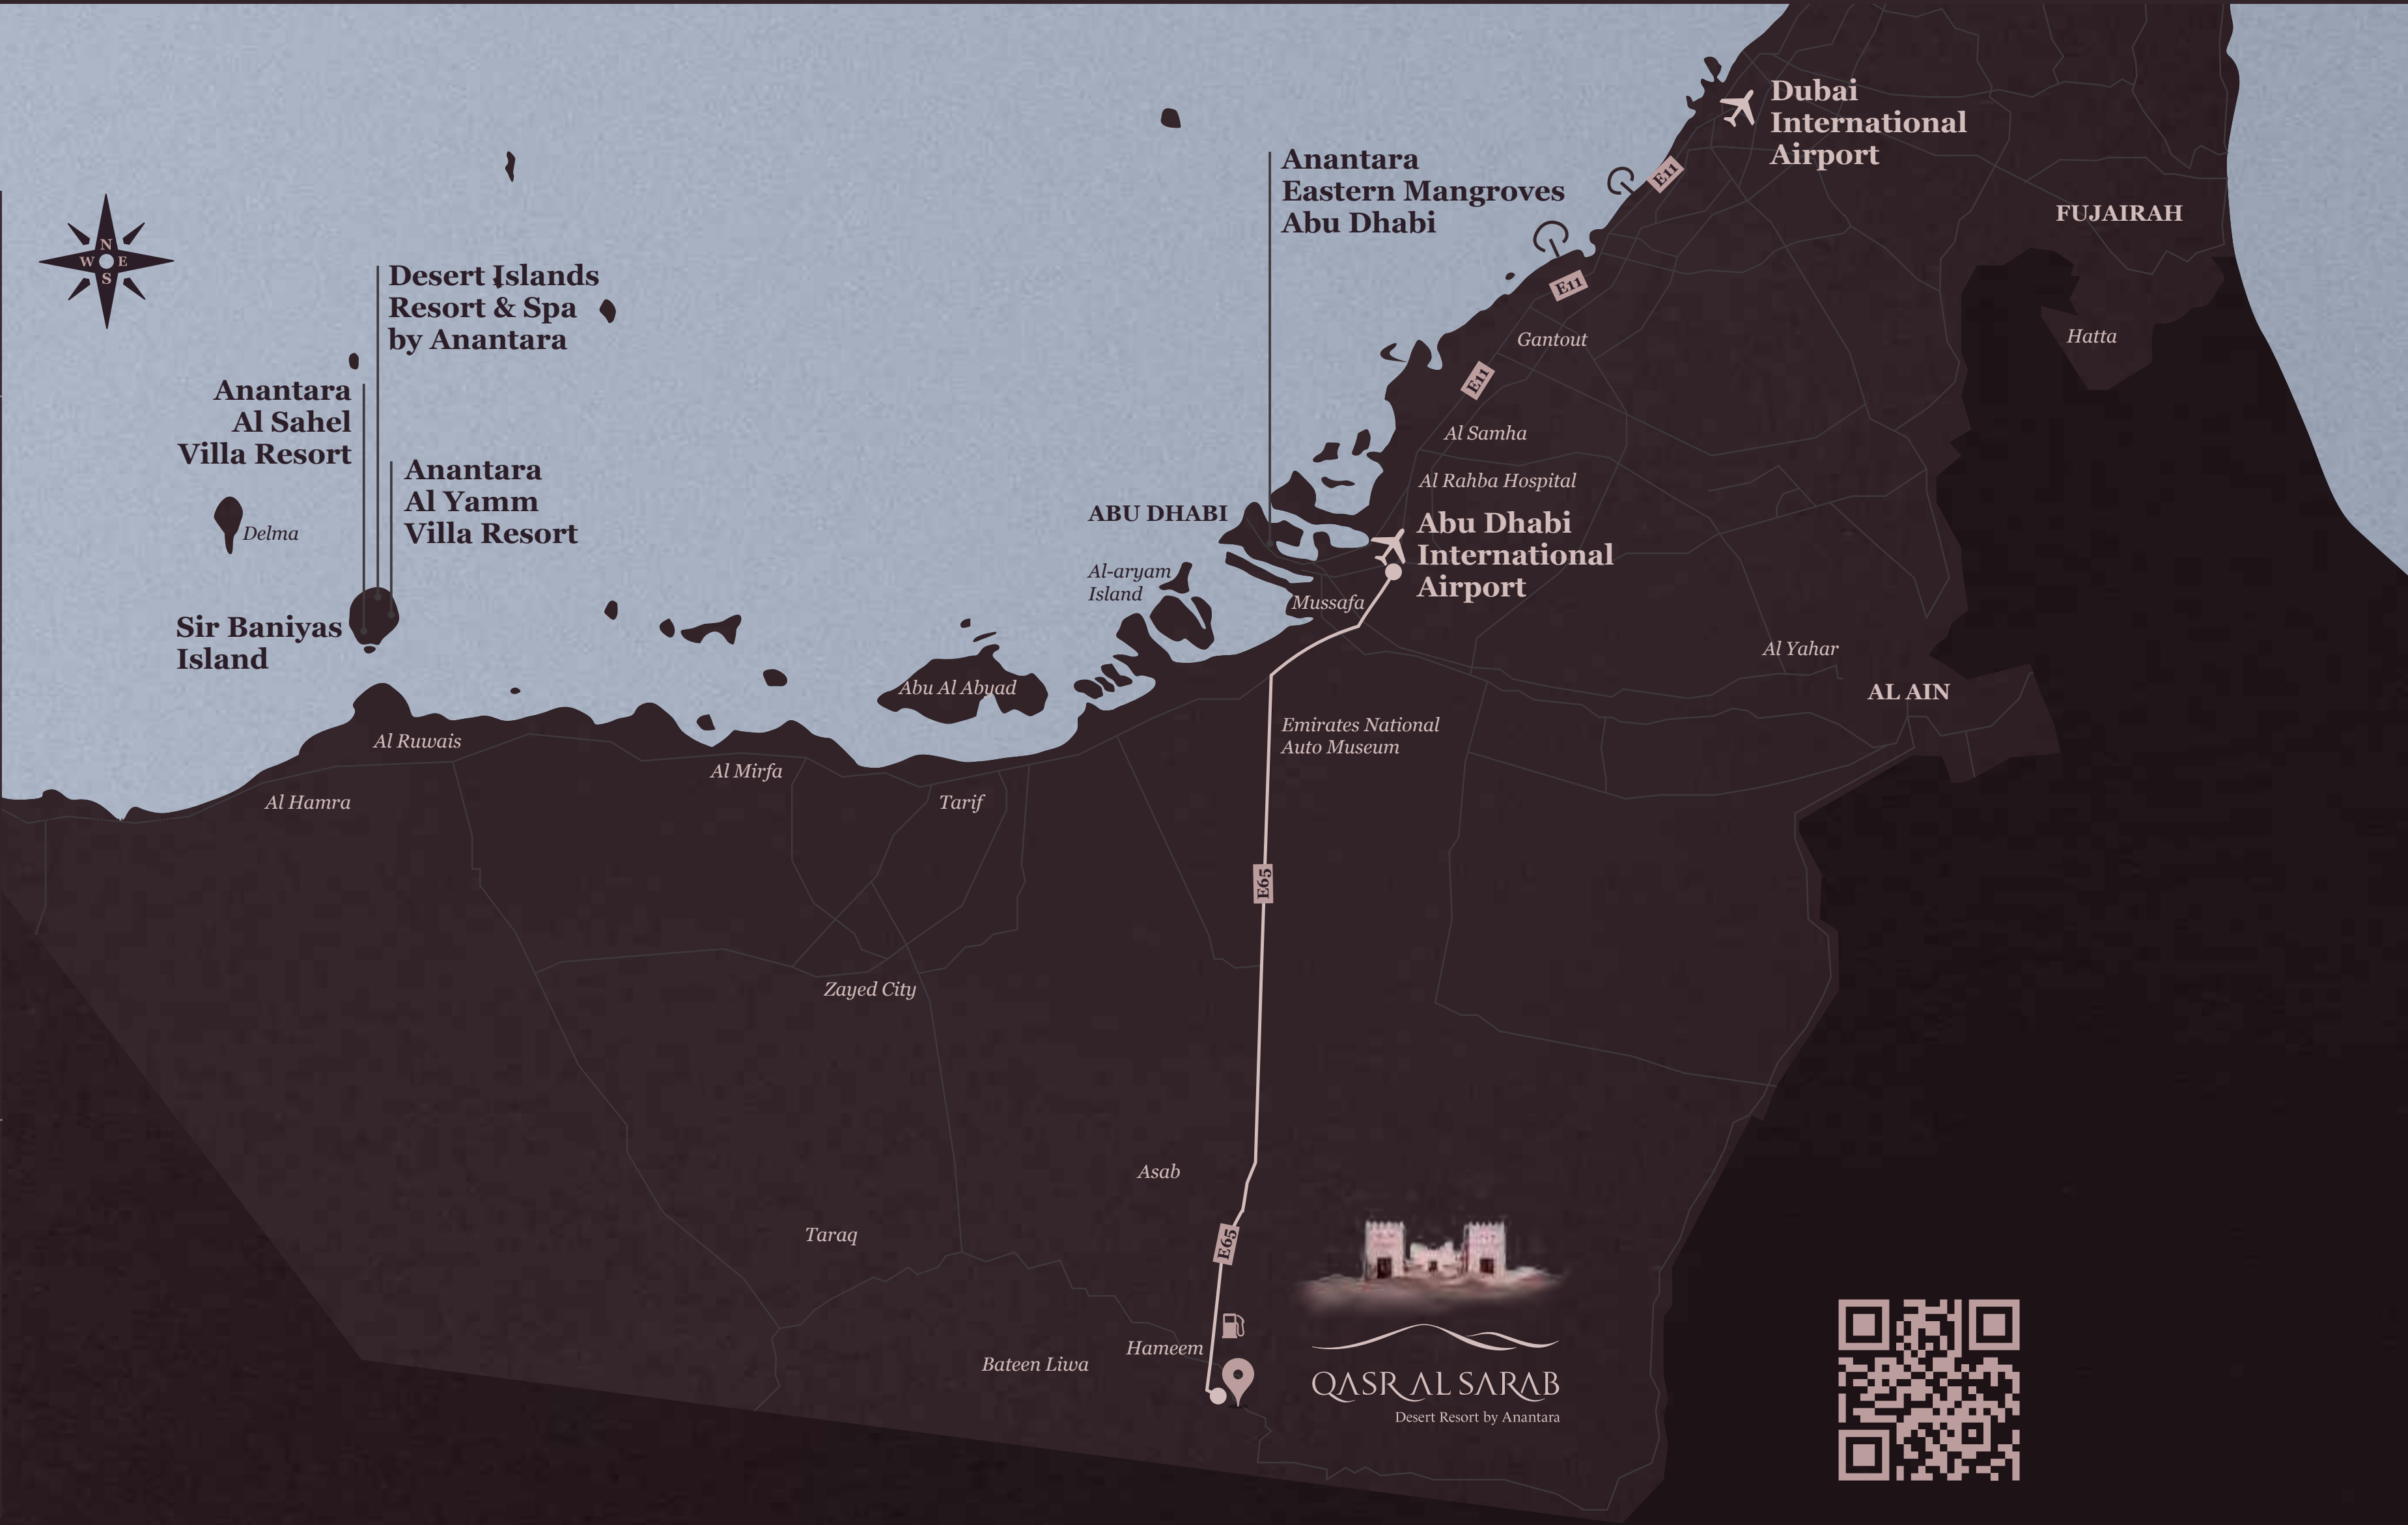 Dubai
International
Airport
Anantara
Eastern Mangroves
Abu Dhabi
E11
FUJAIRAH
N
W
E
S
Desert Islands
Resort & Spa
by Anantara
E11
Gantout
Hatta
E11
Anantara
Al Sahel
Villa Resort
Al Samha
Anantara
Al Yamm
Villa Resort
Al Rahba Hospital
ABU DHABI
Abu Dhabi
International
Airport
Delma
Al-aryam
Island
Mussafa
Sir Baniyas
Island
Al Yahar
Abu Al Abyad
AL AIN
Emirates National
Auto Museum
Al Ruwais
Al Mirfa
Al Hamra
Tarif
E65
Zayed City
Asab
Taraq
E65
Hameem
Bateen Liwa
QASR AL SARAB
Desert Resort by Anantara